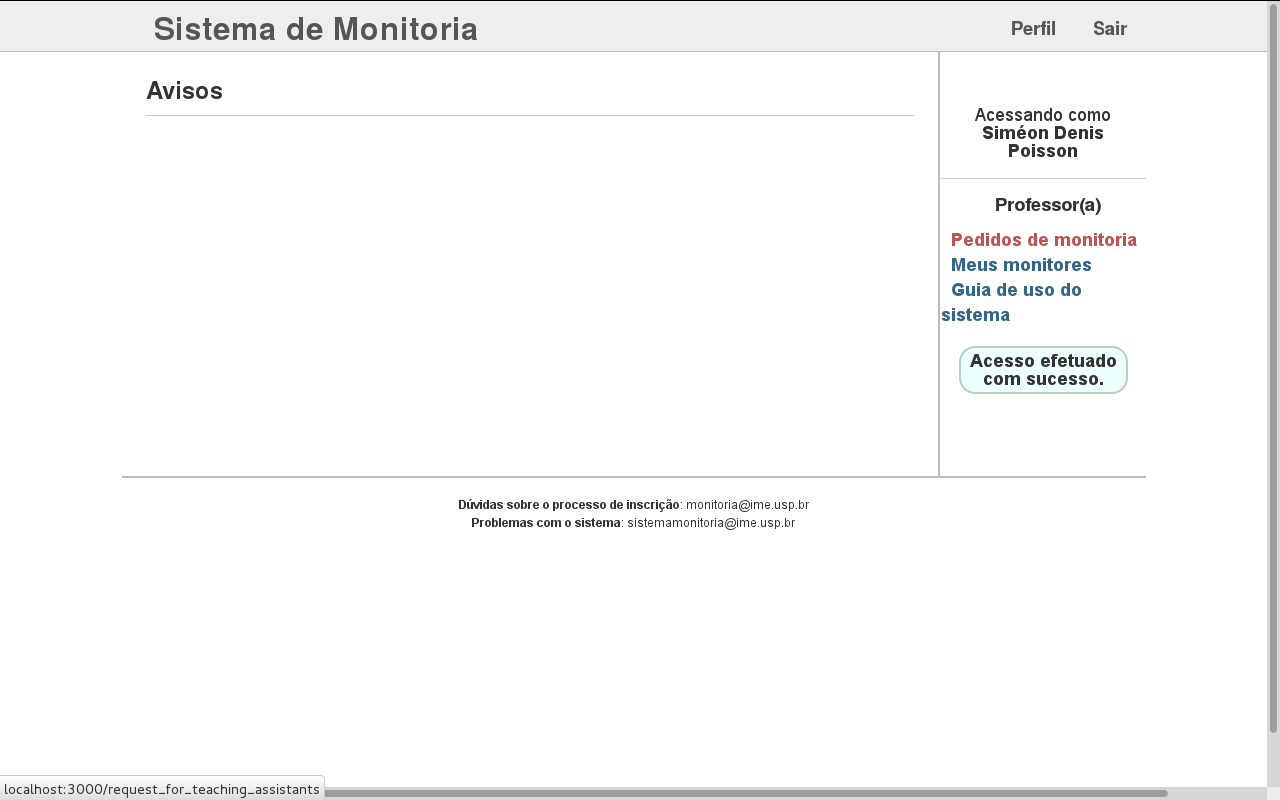 Sistema de Monitoria
Perfil
Sair
Avisos
Acessando como
Siméon Denis
Poisson
Professor(a)
Pedidos de monitoria
Meus monitores
Guia de uso do
sistema
Acesso efetuado
com sucesso.
Dúvidas sobre o processo de inscrição: monitoria@ime.usp.br
Problemas com o sistema: sistemamonitoria@ime.usp.br
localhost:3000/request_for_teaching_assistants